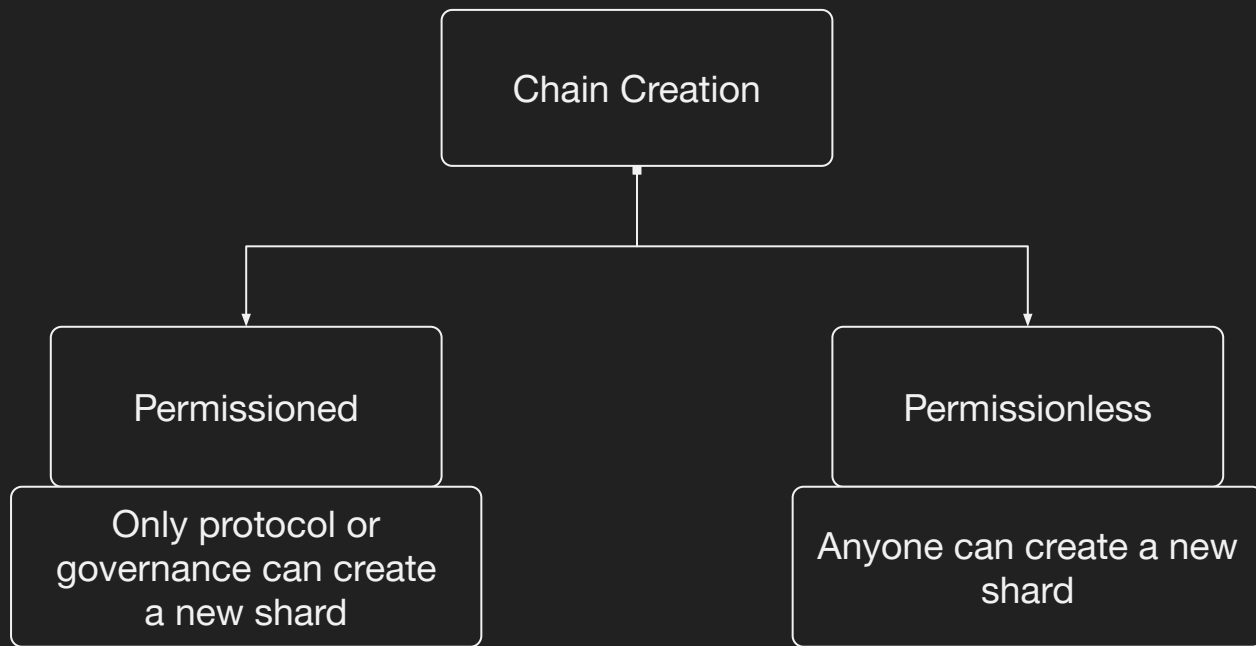 Chain Creation
Permissioned
Permissionless
Only protocol or
governance can create
a new shard
Anyone can create a new
shard